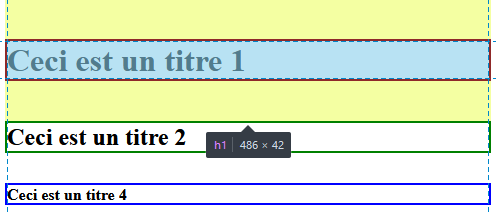 Ceci est un titre 1
Ceci est un titre 2
h1 486 × 42
Ceci est un titre 4